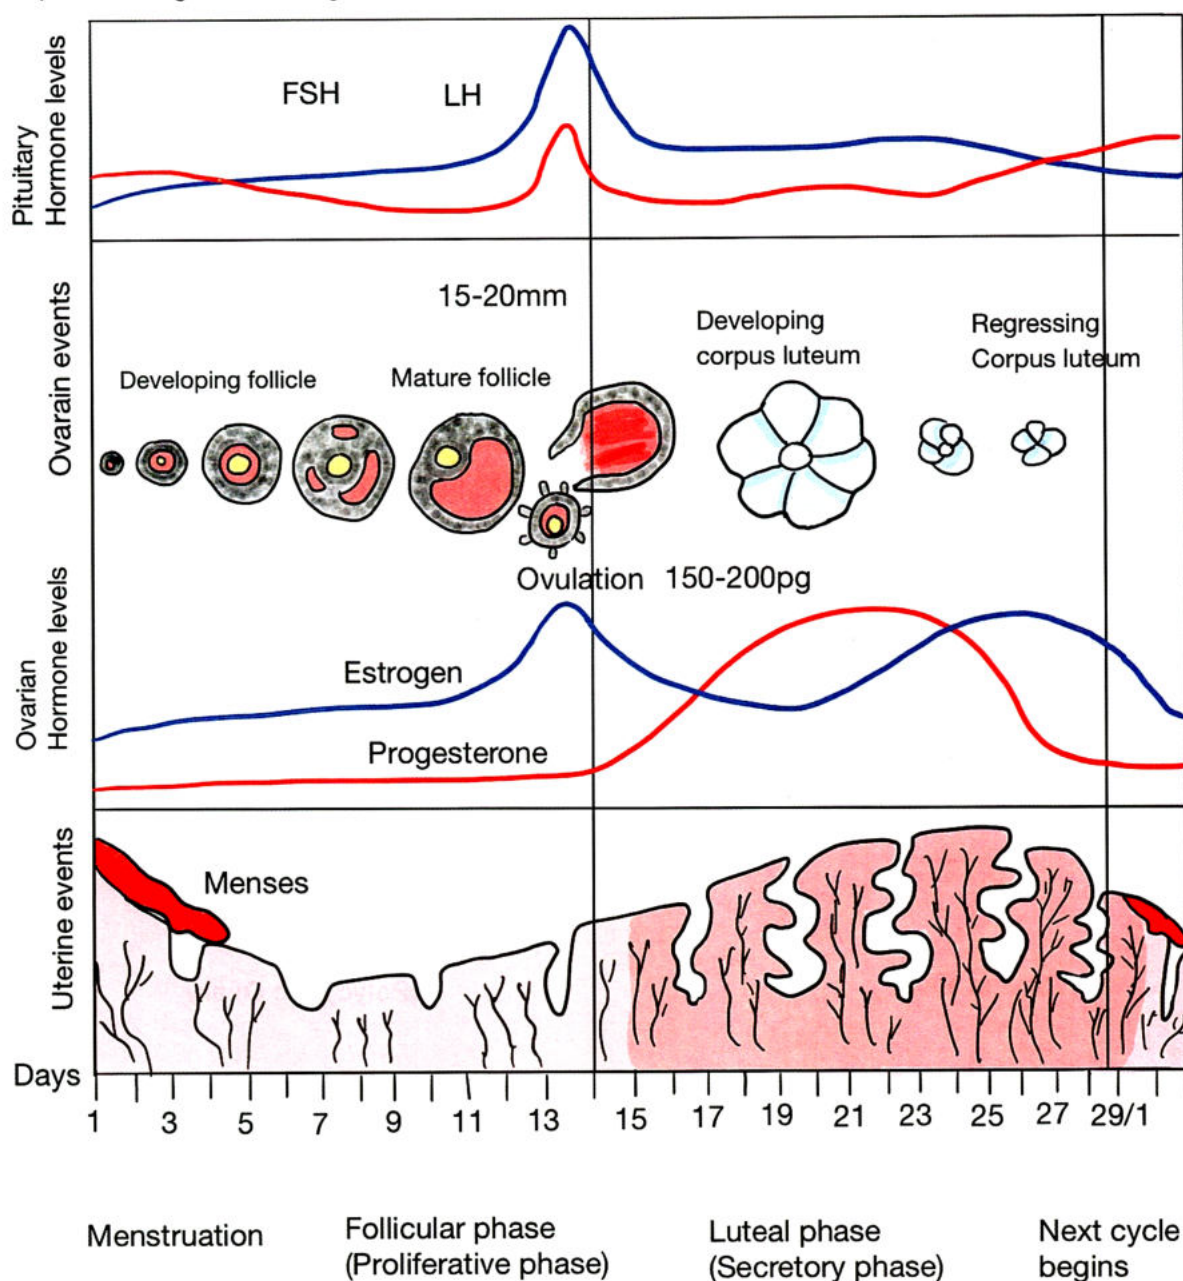 Pituitary
Hormone levels
FSH
LH
Ovarain events
15-20mm
Developing
corpus luteum
Regressing
Corpus luteum
Developing follicle
Mature follicle
Ovulation 150-200pg
Ovarian
Hormone levels
Estrogen
Progesterone
Uterine events
Menses
Days
1 3 5 7 9 11 13 15 17 19 21 23 25 27 29/1
Menstruation
Follicular phase
(Proliferative phase)
Luteal phase
(Secretory phase)
Next cycle
begins